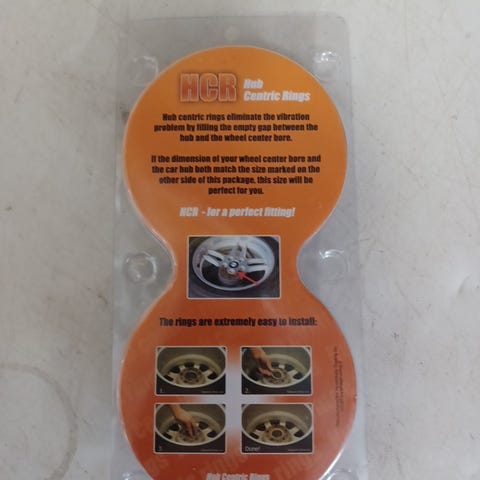 HCR Hub
Centric Rings
Hub centric rings eliminate the vibration
problem by filling the empty gap between the
hub and the wheel center bore.
If the dimension of your wheel center bore and
the car hub both match the size marked on the
other side of this package, this size will be
perfect for you.
HCR - for a perfect fitting!
The rings are extremely easy to install:
1.
2.
3.
Done!
Hub Centric Rings